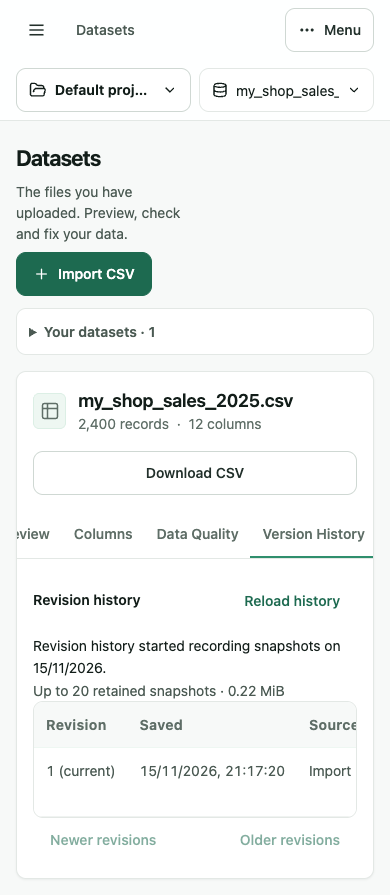 Datasets
Menu
Default proj...
my_shop_sales_
Datasets
The files you have
uploaded. Preview, check
and fix your data.
Import CSV
Your datasets · 1
my_shop_sales_2025.csv
2,400 records · 12 columns
Download CSV
eview Columns Data Quality Version History
Revision history Reload history
Revision history started recording snapshots on
15/11/2026.
Up to 20 retained snapshots · 0.22 MiB
Revision Saved Source
1 (current) 15/11/2026, 21:17:20 Import
Newer revisions Older revisions